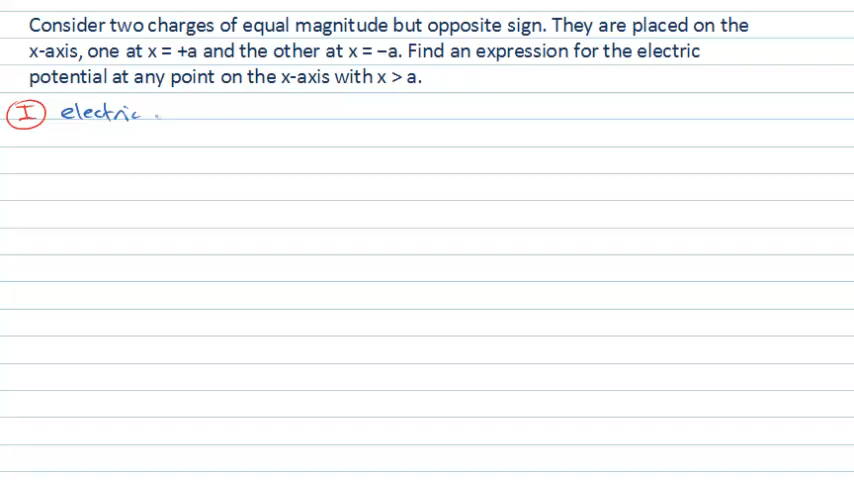 Consider two charges of equal magnitude but opposite sign. They are placed on the
x-axis, one at x = +a and the other at x = −a. Find an expression for the electric
potential at any point on the x-axis with x > a.
I electric